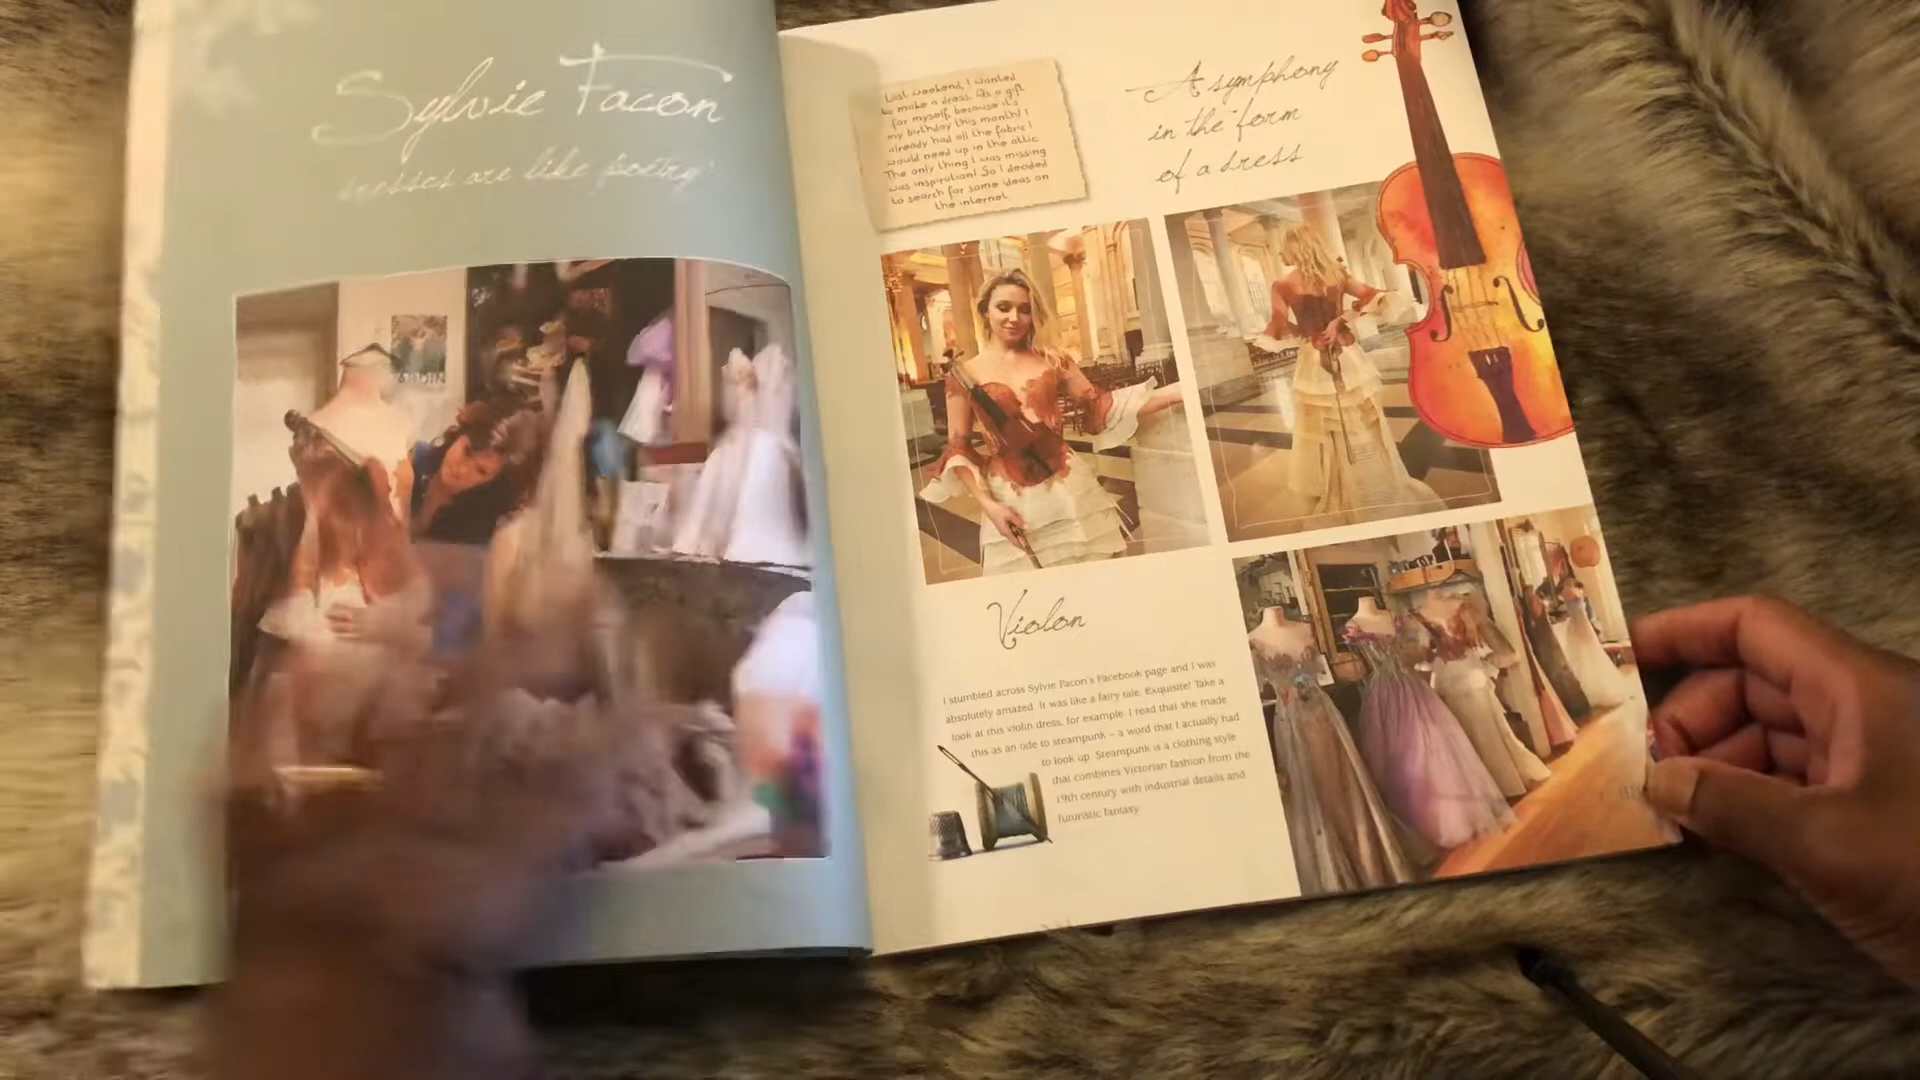 Sylvie Facon
dresses are like poetry
Last weekend, I wanted
to make a dress. As a gift
for myself, because it's
my birthday this month! I
already had all the fabric I
would need up in the attic.
The only thing I was missing
was inspiration! So I decided
to search for some ideas on
the internet.
A symphony
in the form
of a dress
Violon
I stumbled across Sylvie Facon's Facebook page and I was
absolutely amazed. It was like a fairy tale. Exquisite! Take a
look at this violin dress, for example. I read that she made
this as an ode to steampunk – a word that I actually had
to look up. Steampunk is a clothing style
that combines Victorian fashion from the
19th century with industrial details and
futuristic fantasy.